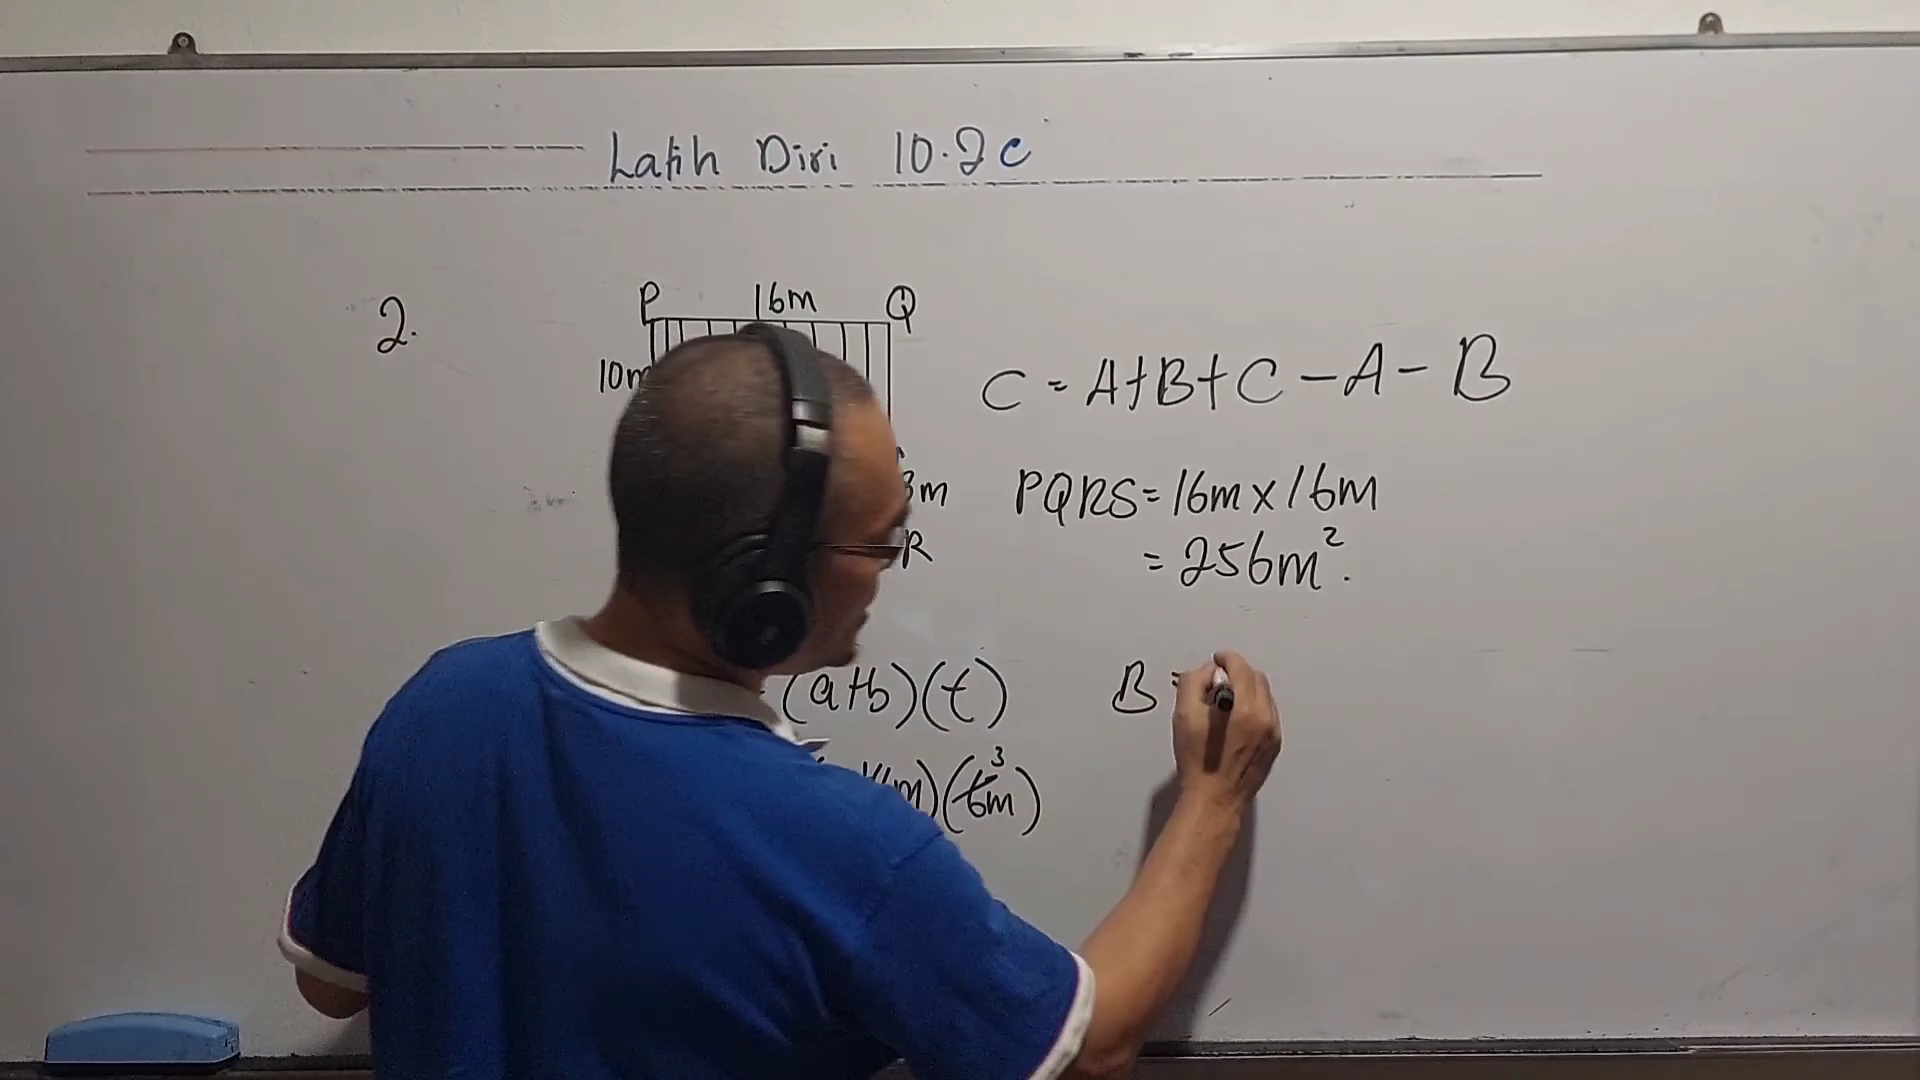 Latih Diri 10.2c
2.
P 16m Q
10m
3m
R
C = A+B+C-A-B
PQRS = 16m x 16m
= 256m².
(a+b)(t)
B =
m)(6m) 3